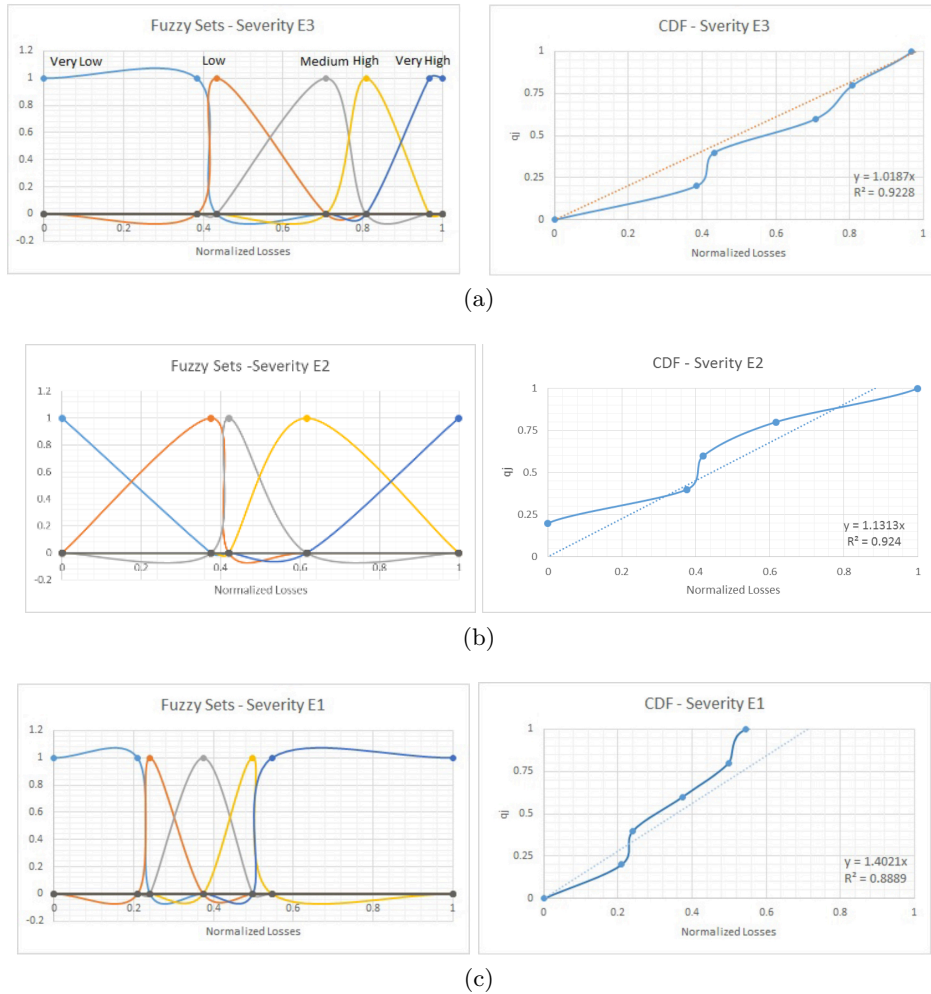 Fuzzy Sets - Severity E3
1.2
Very Low Low Medium High Very High
1
0.8
0.6
0.4
0.2
0
-0.2
0 0.2 0.4 0.6 0.8 1
Normalized Losses
CDF - Sverity E3
1
0.75
0.5
0.25
0
qj
y = 1.0187x
R² = 0.9228
0 0.2 0.4 0.6 0.8 1
Normalized Losses
(a)
Fuzzy Sets -Severity E2
1.2
1
0.8
0.6
0.4
0.2
0
-0.2
0 0.2 0.4 0.6 0.8 1
Normalized Losses
CDF - Sverity E2
1
0.75
0.5
0.25
0
qj
y = 1.1313x
R² = 0.924
0 0.2 0.4 0.6 0.8 1
Normalized Losses
(b)
Fuzzy Sets - Severity E1
1.2
1
0.8
0.6
0.4
0.2
0
-0.2
0 0.2 0.4 0.6 0.8 1
Normalized Losses
CDF - Severity E1
1
0.75
0.5
0.25
0
qj
y = 1.4021x
R² = 0.8889
0 0.2 0.4 0.6 0.8 1
Normalized Losses
(c)